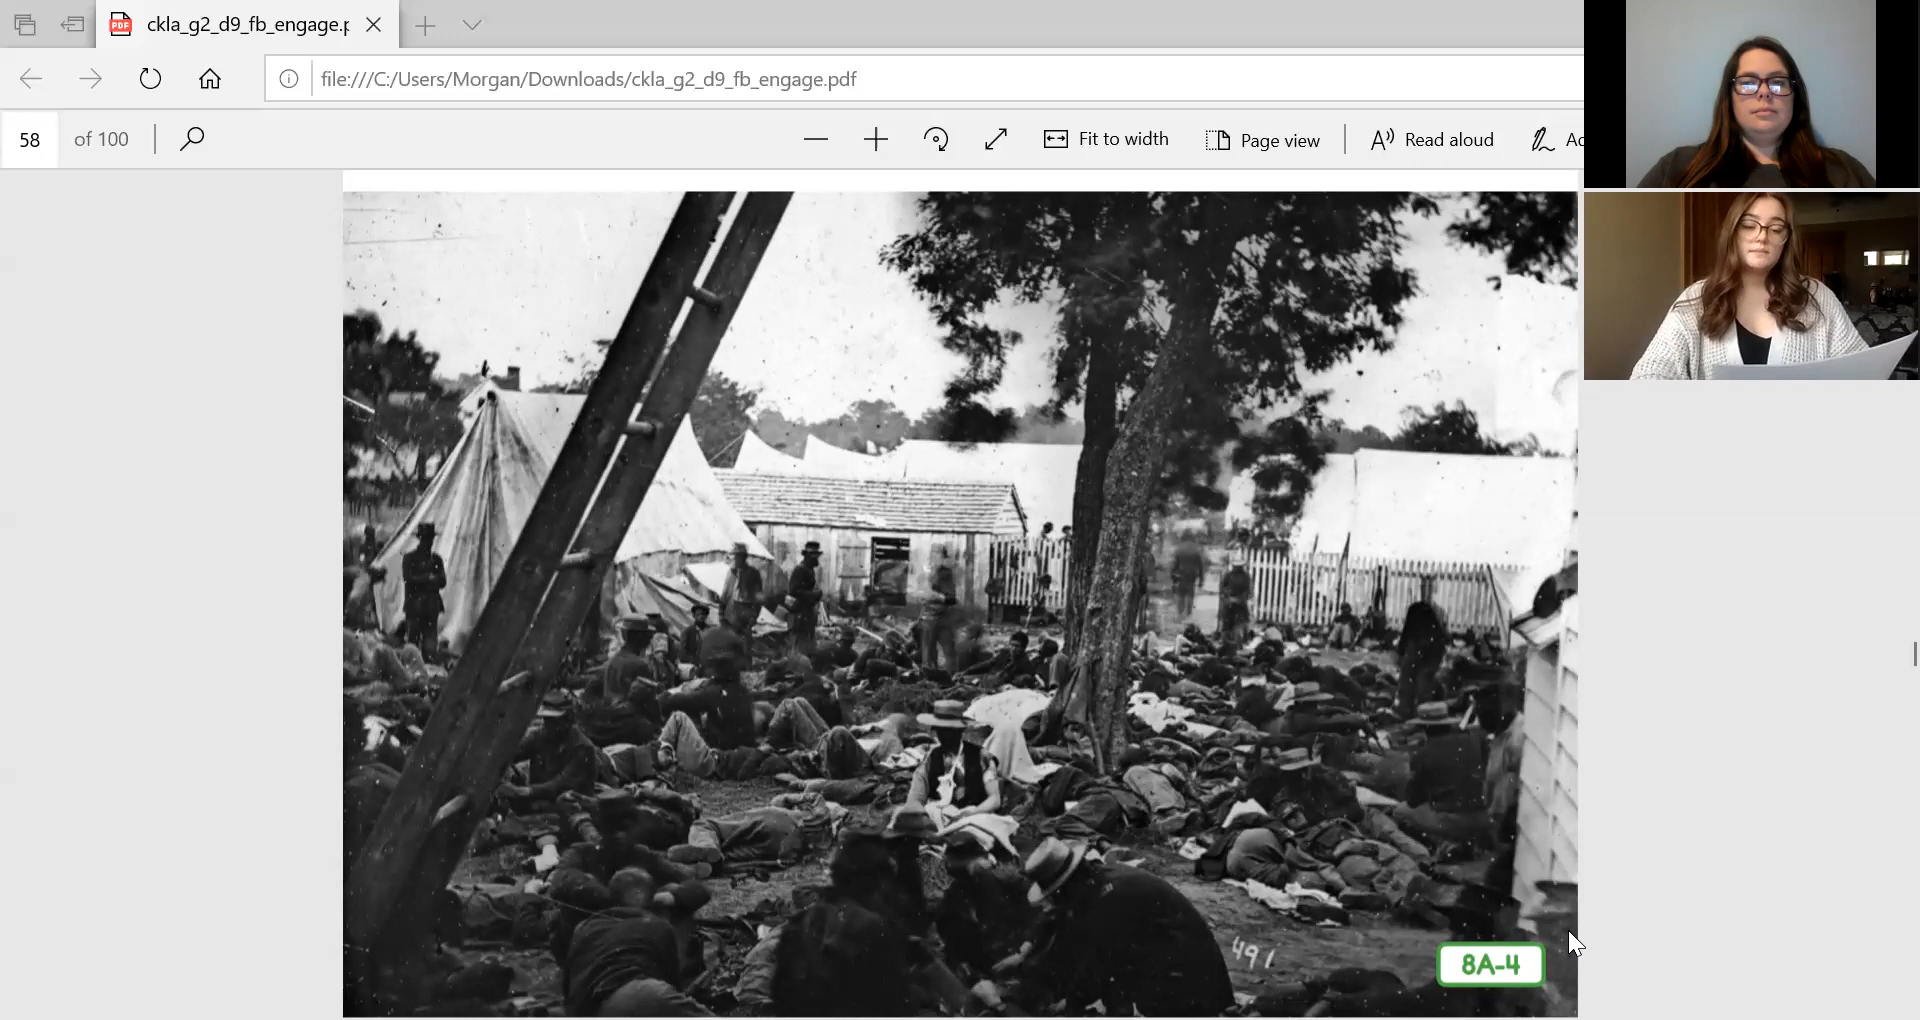 ckla_g2_d9_fb_engage.p
file:///C:/Users/Morgan/Downloads/ckla_g2_d9_fb_engage.pdf
58 of 100
Fit to width
Page view
Read aloud
PDF
491
8A-4